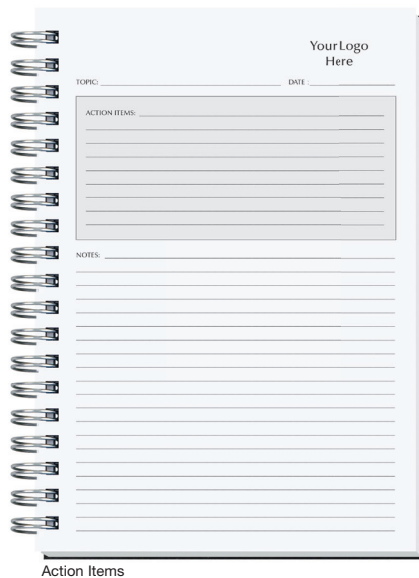 Your Logo
Here
TOPIC: DATE :
ACTION ITEMS:
NOTES:
Action Items